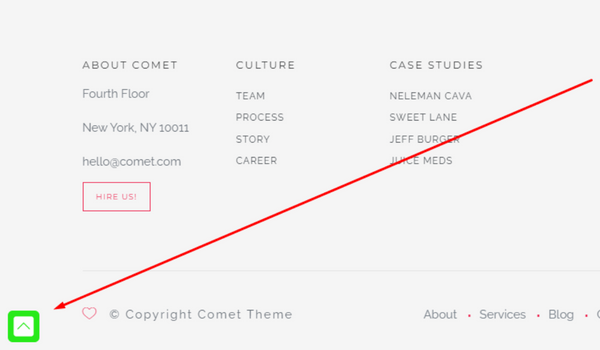 ABOUT COMET
Fourth Floor
New York, NY 10011
hello@comet.com
HIRE US!
CULTURE
TEAM
PROCESS
STORY
CAREER
CASE STUDIES
NELEMAN CAVA
SWEET LANE
JEFF BURGER
JUICE MEDS
© Copyright Comet Theme
About • Services • Blog •